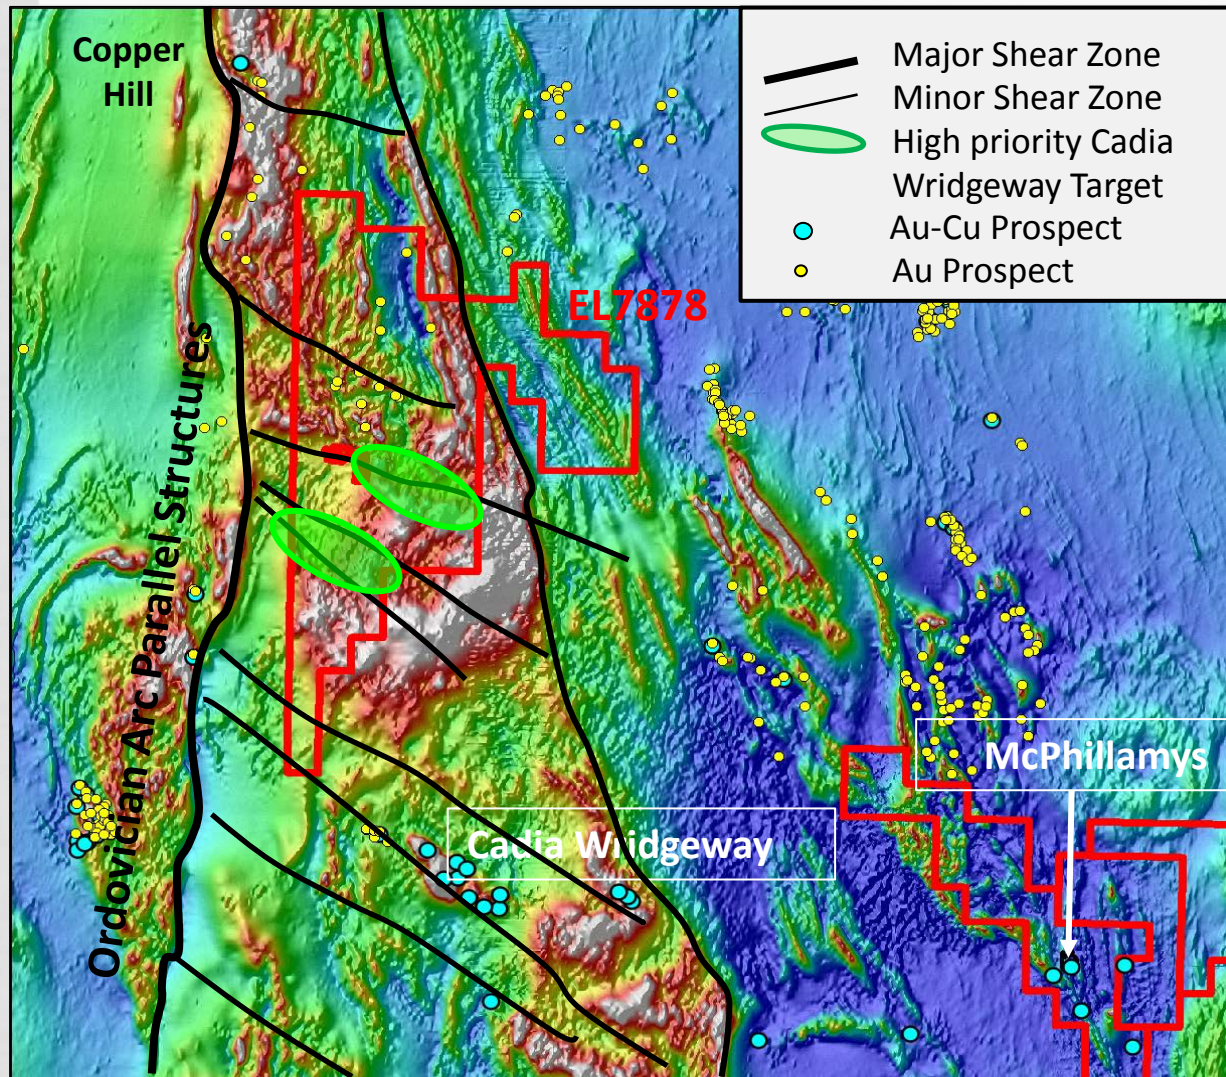 Copper
Hill
Major Shear Zone
Minor Shear Zone
High priority Cadia
Wridgeway Target
Au-Cu Prospect
Au Prospect
EL7878
Ordovician Arc Parallel Structures
McPhillamys
Cadia Wridgeway